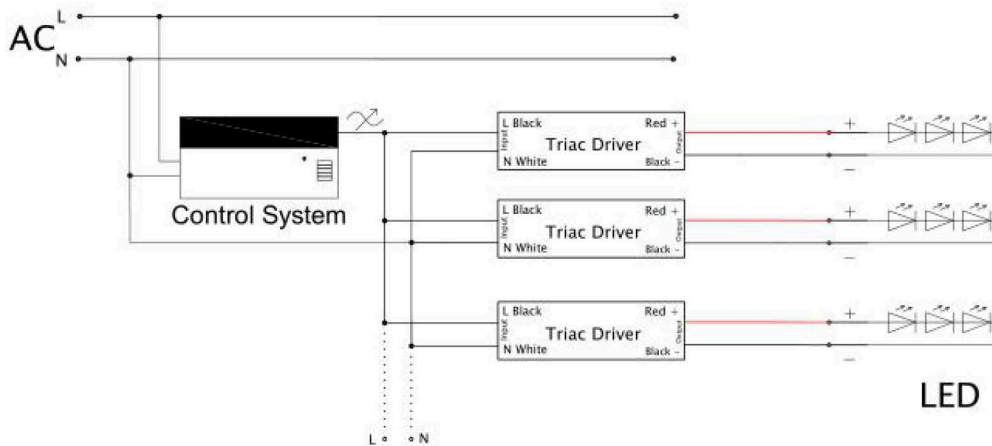 L
AC
N
Control System
L Black
Red +
Input
Triac Driver
Output
N White
Black -
+
−
L Black
Red +
Input
Triac Driver
Output
N White
Black -
+
−
L Black
Red +
Input
Triac Driver
Output
N White
Black -
+
−
LED
L
N